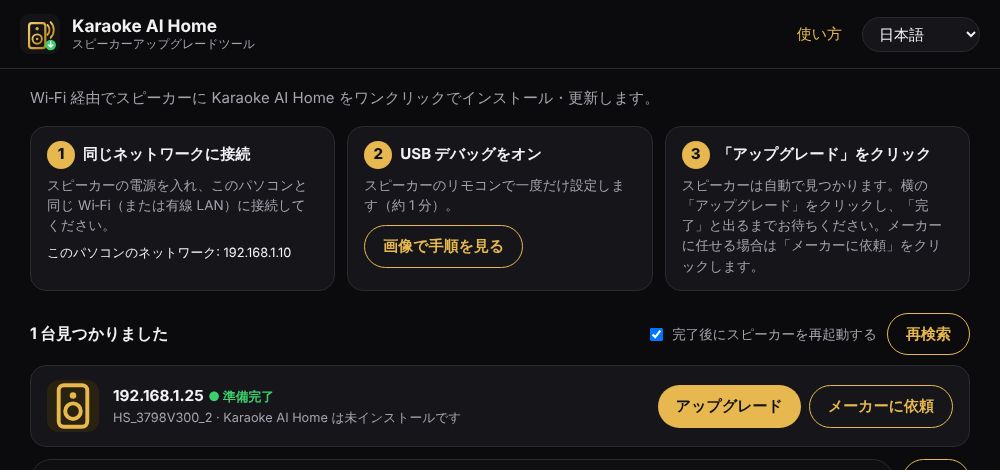 Karaoke AI Home
スピーカーアップグレードツール
使い方
日本語
Wi-Fi 経由でスピーカーに Karaoke AI Home をワンクリックでインストール・更新します。
1 同じネットワークに接続
スピーカーの電源を入れ、このパソコンと
同じ Wi-Fi（または有線 LAN）に接続して
ください。
このパソコンのネットワーク: 192.168.1.10
2 USB デバッグをオン
スピーカーのリモコンで一度だけ設定しま
す（約 1 分）。
画像で手順を見る
3 「アップグレード」をクリック
スピーカーは自動で見つかります。横の
「アップグレード」をクリックし、「完
了」と出るまでお待ちください。メーカー
に任せる場合は「メーカーに依頼」をクリ
ックします。
1 台見つかりました
完了後にスピーカーを再起動する
再検索
192.168.1.25 ● 準備完了
HS_3798V300_2 · Karaoke AI Home は未インストールです
アップグレード
メーカーに依頼